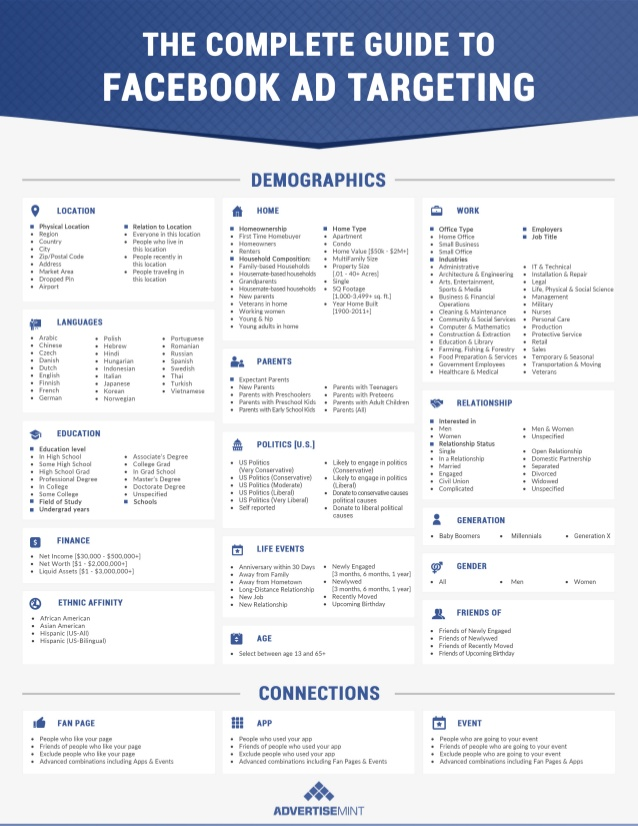 THE COMPLETE GUIDE TO
FACEBOOK AD TARGETING
DEMOGRAPHICS
LOCATION
Physical Location
Region
Country
City
Zip/Postal Code
Address
Market Area
Dropped Pin
Airport
Relation to Location
Everyone in this location
People who live in
this location
People recently in
this location
People traveling in
this location
LANGUAGES
Arabic
Chinese
Czech
Danish
Dutch
English
Finnish
French
German
Polish
Hebrew
Hindi
Hungarian
Indonesian
Italian
Japanese
Korean
Norwegian
Portuguese
Romanian
Russian
Spanish
Swedish
Thai
Turkish
Vietnamese
EDUCATION
Education level
In High School
Some High School
High School Grad
Professional Degree
In College
Some College
Field of Study
Undergrad years
Associate's Degree
College Grad
In Grad School
Master's Degree
Doctorate Degree
Unspecified
Schools
FINANCE
Net Income [$30,000 - $500,000+]
Net Worth [$1 - $2,000,000+]
Liquid Assets [$1 - $3,000,000+]
ETHNIC AFFINITY
African American
Asian American
Hispanic (US-All)
Hispanic (US-Bilingual)
HOME
Homeownership
First Time Homebuyer
Homeowners
Renters
Household Composition:
Family-based Households
Housemate-based households
Grandparents
Housemate-based households
New parents
Veterans in home
Working women
Young & hip
Young adults in home
Home Type
Apartment
Condo
Home Value [$50k - $2M+]
MultiFamily Size
Property Size
[.01 - 40+ Acres]
Single
SQ Footage
[1,000-3,499+ sq. ft.]
Year Home Built
[1900-2011+]
PARENTS
Expectant Parents
New Parents
Parents with Preschoolers
Parents with Preschool Kids
Parents with Early School Kids
Parents with Teenagers
Parents with Preteens
Parents with Adult Children
Parents (All)
POLITICS [U.S.]
US Politics
(Very Conservative)
US Politics (Conservative)
US Politics (Moderate)
US Politics (Liberal)
US Politics (Very Liberal)
Self reported
Likely to engage in politics
(Conservative)
Likely to engage in politics
(Liberal)
Donate to conservative causes
political causes
Donate to liberal political
causes
LIFE EVENTS
Anniversary within 30 Days
Away from Family
Away from Hometown
Long-Distance Relationship
New Job
New Relationship
Newly Engaged
[3 months, 6 months, 1 year]
Newlywed
[3 months, 6 months, 1 year]
Recently Moved
Upcoming Birthday
AGE
Select between age 13 and 65+
WORK
Office Type
Home Office
Small Business
Small Office
Industries
Administrative
Architecture & Engineering
Arts, Entertainment,
Sports & Media
Business & Financial
Operations
Cleaning & Maintenance
Community & Social Services
Computer & Mathematics
Construction & Extraction
Education & Library
Farming, Fishing & Forestry
Food Preparation & Services
Government Employees
Healthcare & Medical
Employers
Job Title
IT & Technical
Installation & Repair
Legal
Life, Physical & Social Science
Management
Military
Nurses
Personal Care
Production
Protective Service
Retail
Sales
Temporary & Seasonal
Transportation & Moving
Veterans
RELATIONSHIP
Interested in
Men
Women
Relationship Status
Single
In a Relationship
Married
Engaged
Civil Union
Complicated
Men & Women
Unspecified
Open Relationship
Domestic Partnership
Separated
Divorced
Widowed
Unspecified
GENERATION
Baby Boomers
Millennials
Generation X
GENDER
All
Men
Women
FRIENDS OF
Friends of Newly Engaged
Friends of Newlywed
Friends of Recently Moved
Friends of Upcoming Birthday
CONNECTIONS
FAN PAGE
People who like your page
Friends of people who like your page
Exclude people who like your page
Advanced combinations including Apps & Events
APP
People who used your app
Friends of people who used your app
Exclude people who used your app
Advanced combinations including Fan Pages & Events
EVENT
People who are going to your event
Friends of people who are going to your event
Exclude people who are going to your event
Advanced combinations including Fan Pages & Apps
ADVERTISEMINT